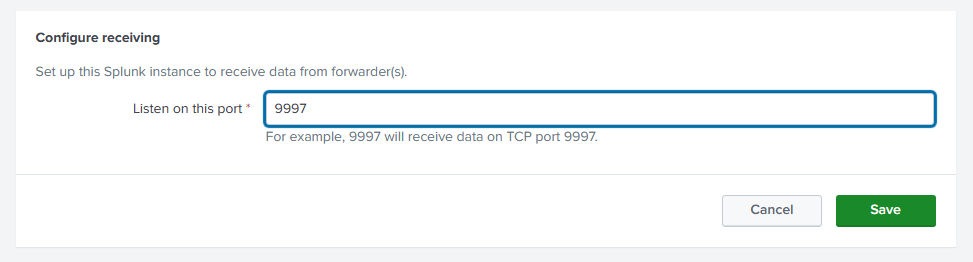 Configure receiving
Set up this Splunk instance to receive data from forwarder(s).
Listen on this port * 9997
For example, 9997 will receive data on TCP port 9997.
Cancel Save